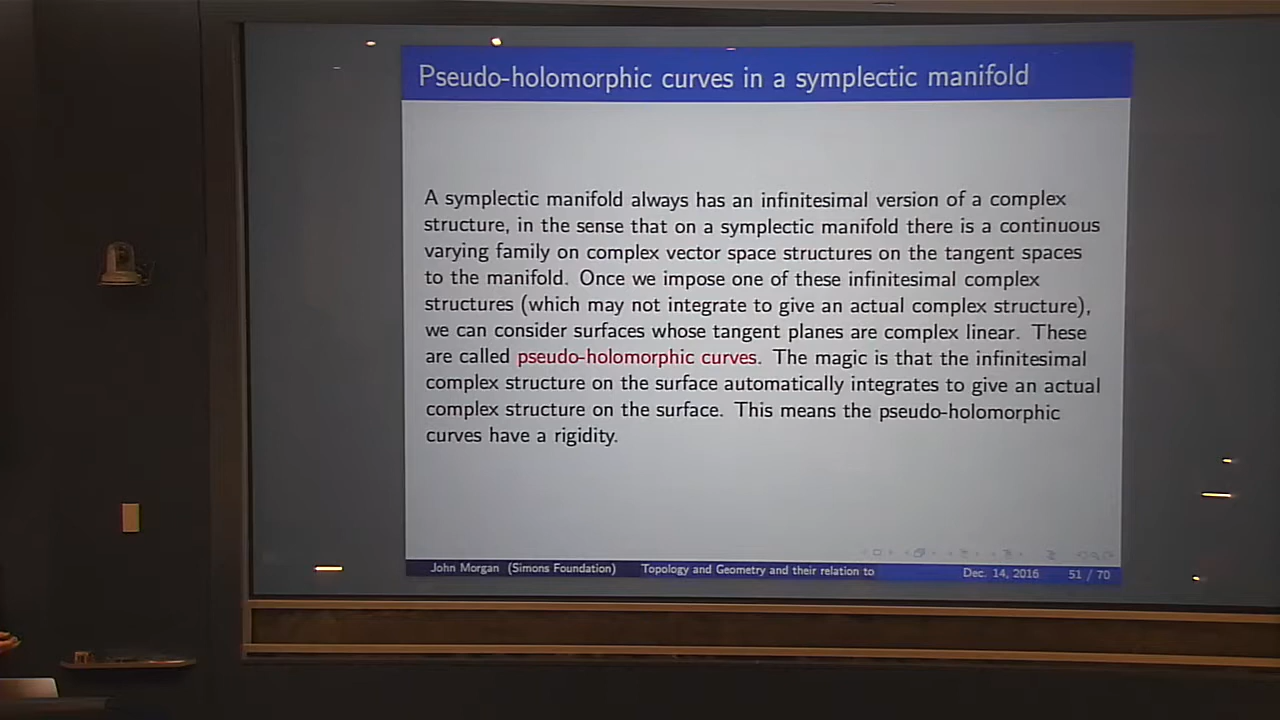 Pseudo-holomorphic curves in a symplectic manifold
A symplectic manifold always has an infinitesimal version of a complex
structure, in the sense that on a symplectic manifold there is a continuous
varying family on complex vector space structures on the tangent spaces
to the manifold. Once we impose one of these infinitesimal complex
structures (which may not integrate to give an actual complex structure),
we can consider surfaces whose tangent planes are complex linear. These
are called pseudo-holomorphic curves. The magic is that the infinitesimal
complex structure on the surface automatically integrates to give an actual
complex structure on the surface. This means the pseudo-holomorphic
curves have a rigidity.
John Morgan (Simons Foundation) Topology and Geometry and their relation to Dec. 14, 2016 51 / 70